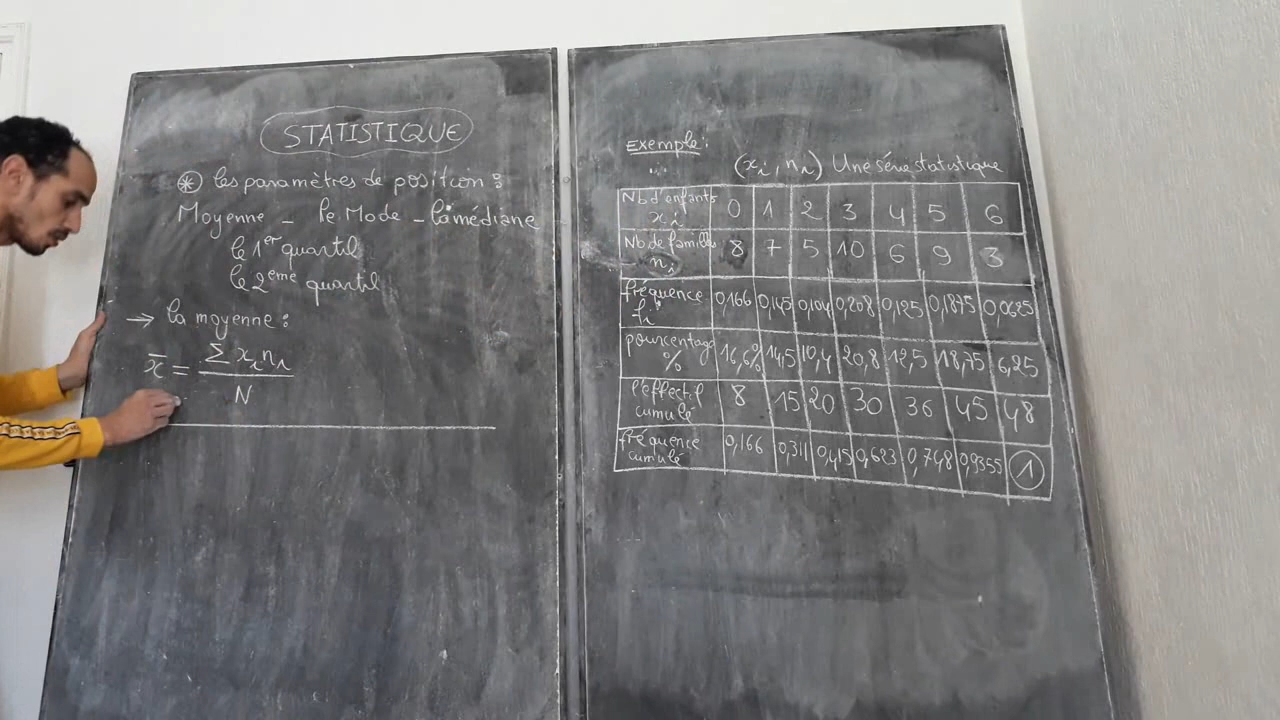 STATISTIQUE
⊛ les paramètres de position :
Moyenne - le Mode - la médiane
le 1er quartil
le 2ème quartil
→ la moyenne :
x̄ = Σ xi ni / N
Exemple :
(xi, ni) Une série statistique
Nb d'enfants xi 0 1 2 3 4 5 6
Nb de famille ni 8 7 5 10 6 9 3
fréquence fi 0,166 0,145 0,104 0,208 0,125 0,1875 0,0625
pourcentage % 16,6% 14,5 10,4 20,8 12,5 18,75 6,25
l'effectif cumulé 8 15 20 30 36 45 48
fréquence cumulé 0,166 0,311 0,415 0,623 0,748 0,9355 1